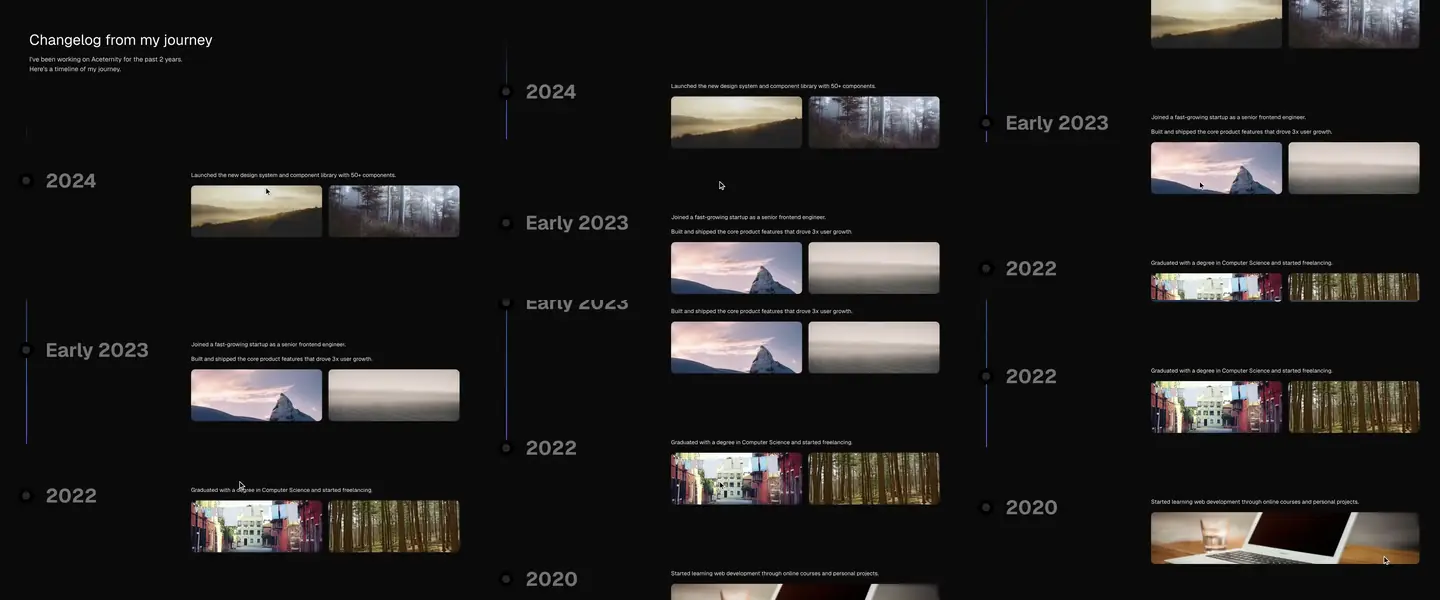 Changelog from my journey
I've been working on Aceternity for the past 2 years.
Here's a timeline of my journey.
2024
Launched the new design system and component library with 50+ components.
2024
Launched the new design system and component library with 50+ components.
Early 2023
Joined a fast-growing startup as a senior frontend engineer.
Built and shipped the core product features that drove 3x user growth.
Early 2023
Joined a fast-growing startup as a senior frontend engineer.
Built and shipped the core product features that drove 3x user growth.
2022
Graduated with a degree in Computer Science and started freelancing.
Early 2023
Joined a fast-growing startup as a senior frontend engineer.
Built and shipped the core product features that drove 3x user growth.
2022
Graduated with a degree in Computer Science and started freelancing.
Early 2023
Built and shipped the core product features that drove 3x user growth.
2022
Graduated with a degree in Computer Science and started freelancing.
2020
Started learning web development through online courses and personal projects.
2022
Graduated with a degree in Computer Science and started freelancing.
2020
Started learning web development through online courses and personal projects.